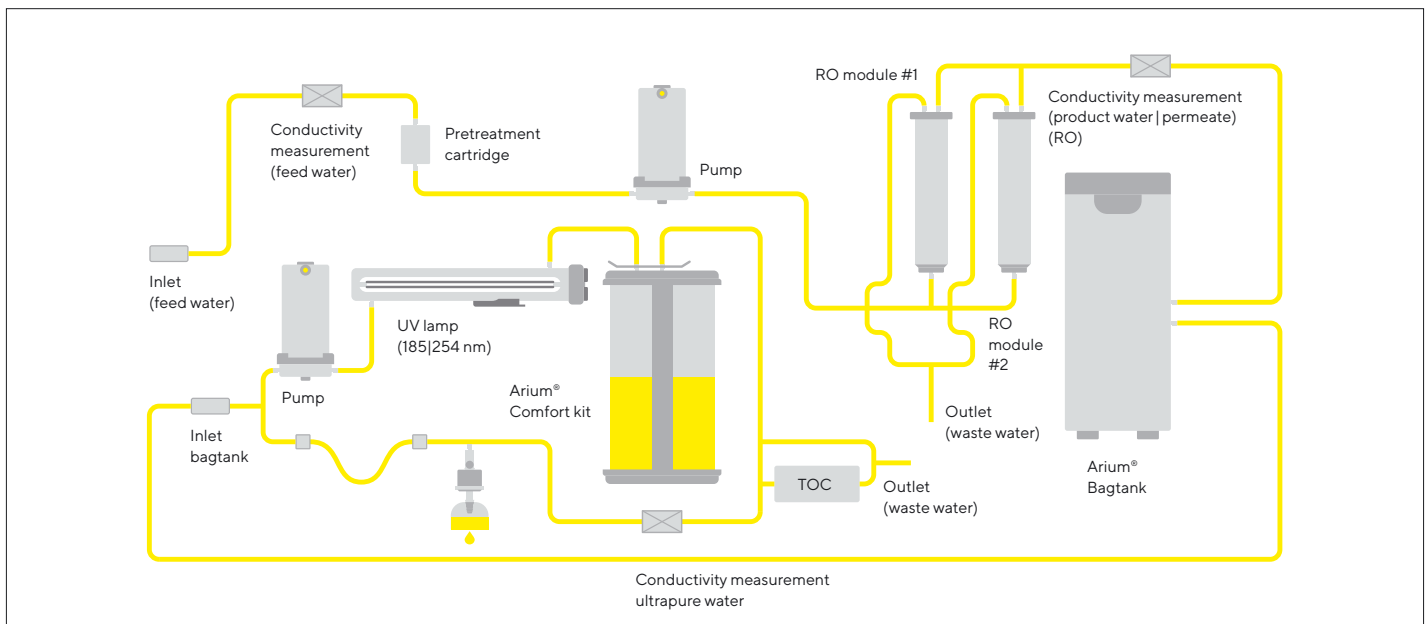 RO module #1
Conductivity measurement
(product water | permeate)
(RO)
Conductivity
measurement
(feed water)
Pretreatment
cartridge
Pump
Inlet
(feed water)
UV lamp
(185|254 nm)
RO
module
#2
Pump
Arium®
Comfort kit
Inlet
bagtank
Outlet
(waste water)
Arium®
Bagtank
TOC
Outlet
(waste water)
Conductivity measurement
ultrapure water